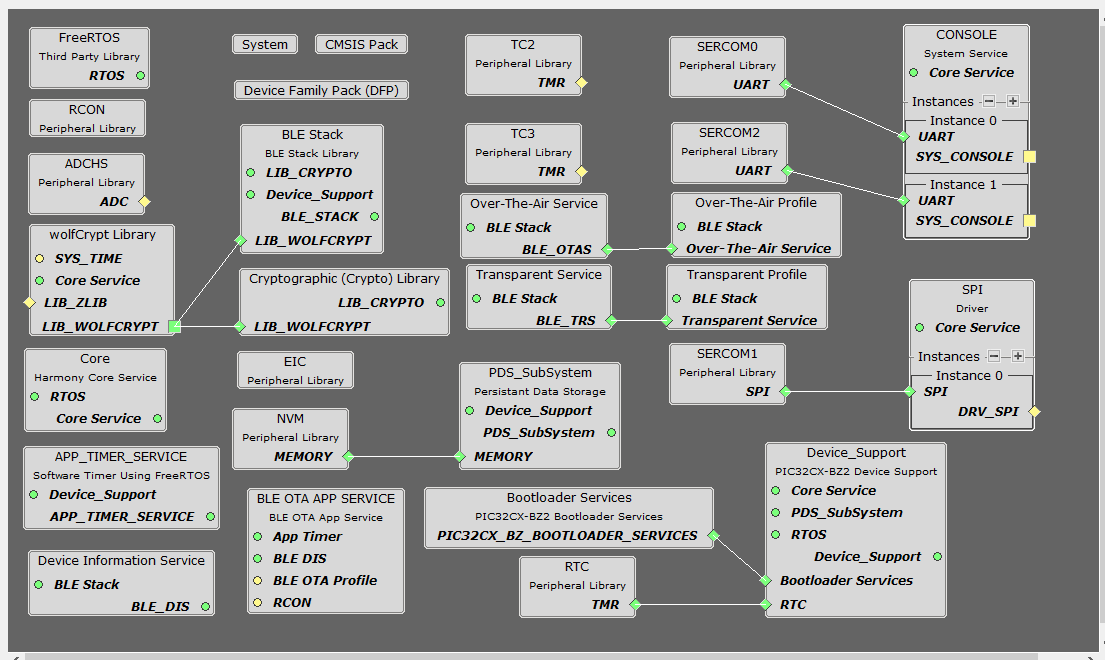 FreeRTOS
Third Party Library
RTOS
RCON
Peripheral Library
ADCHS
Peripheral Library
ADC
wolfCrypt Library
SYS_TIME
Core Service
LIB_ZLIB
LIB_WOLFCRYPT
Core
Harmony Core Service
RTOS
Core Service
APP_TIMER_SERVICE
Software Timer Using FreeRTOS
Device_Support
APP_TIMER_SERVICE
Device Information Service
BLE Stack
BLE_DIS
System
CMSIS Pack
Device Family Pack (DFP)
BLE Stack
BLE Stack Library
LIB_CRYPTO
Device_Support
BLE_STACK
LIB_WOLFCRYPT
Cryptographic (Crypto) Library
LIB_CRYPTO
LIB_WOLFCRYPT
EIC
Peripheral Library
NVM
Peripheral Library
MEMORY
BLE OTA APP SERVICE
BLE OTA App Service
App Timer
BLE DIS
BLE OTA Profile
RCON
TC2
Peripheral Library
TMR
TC3
Peripheral Library
TMR
Over-The-Air Service
BLE Stack
BLE_OTAS
Transparent Service
BLE Stack
BLE_TRS
PDS_SubSystem
Persistant Data Storage
Device_Support
PDS_SubSystem
MEMORY
Bootloader Services
PIC32CX-BZ2 Bootloader Services
PIC32CX_BZ_BOOTLOADER_SERVICES
RTC
Peripheral Library
TMR
SERCOM0
Peripheral Library
UART
SERCOM2
Peripheral Library
UART
Over-The-Air Profile
BLE Stack
Over-The-Air Service
Transparent Profile
BLE Stack
Transparent Service
SERCOM1
Peripheral Library
SPI
CONSOLE
System Service
Core Service
Instances
Instance 0
UART
SYS_CONSOLE
Instance 1
UART
SYS_CONSOLE
SPI
Driver
Core Service
Instances
Instance 0
SPI
DRV_SPI
Device_Support
PIC32CX-BZ2 Device Support
Core Service
PDS_SubSystem
RTOS
Device_Support
Bootloader Services
RTC